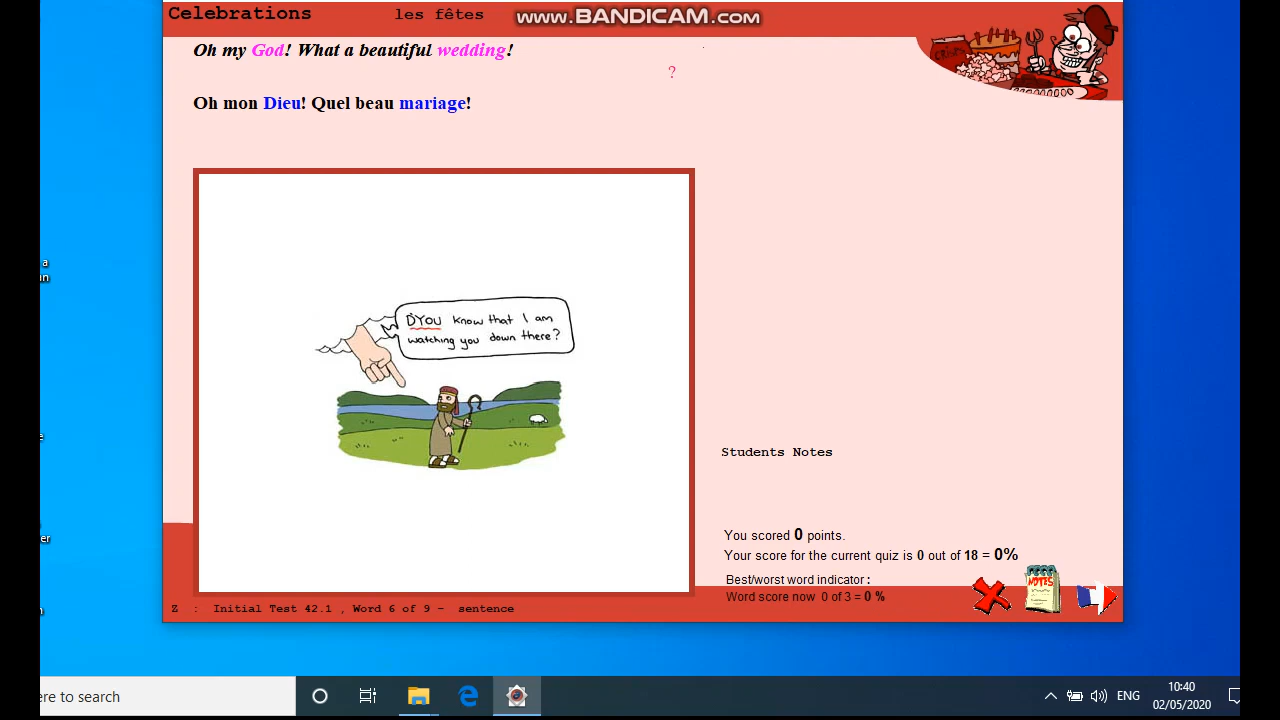 Celebrations les fêtes www.BANDICAM.com
Oh my God! What a beautiful wedding!
?
Oh mon Dieu! Quel beau mariage!
DYOU know that I am
watching you down there?
Students Notes
You scored 0 points.
Your score for the current quiz is 0 out of 18 = 0%
Best/worst word indicator :
Word score now 0 of 3 = 0 %
NOTES
Z : Initial Test 42.1 , Word 6 of 9 - sentence
a
n
e
er
n
ere to search
ENG
10:40
02/05/2020